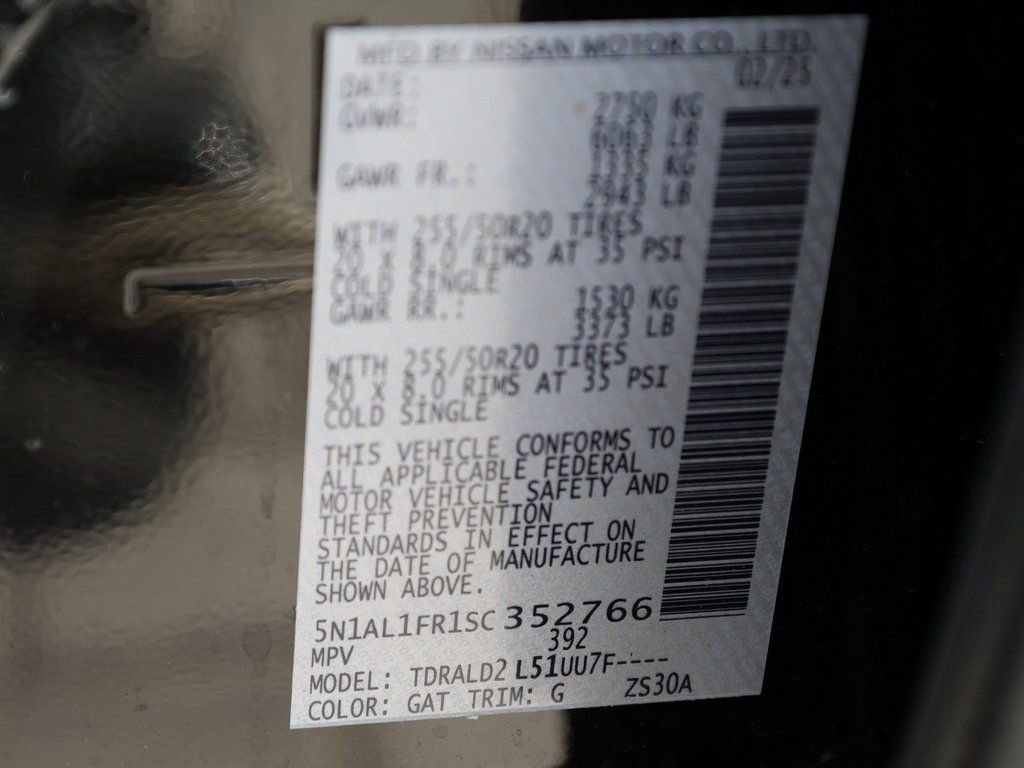 MFD BY NISSAN MOTOR CO., LTD.
DATE: 02/25
GVWR: 2750 KG
6063 LB
GAWR FR.: 1335 KG
2943 LB
WITH 255/50R20 TIRES
20 X 8.0 RIMS AT 35 PSI
COLD SINGLE
GAWR RR.: 1530 KG
3373 LB
WITH 255/50R20 TIRES
20 X 8.0 RIMS AT 35 PSI
COLD SINGLE
THIS VEHICLE CONFORMS TO
ALL APPLICABLE FEDERAL
MOTOR VEHICLE SAFETY AND
THEFT PREVENTION
STANDARDS IN EFFECT ON
THE DATE OF MANUFACTURE
SHOWN ABOVE.
5N1AL1FR1SC352766
MPV 392
MODEL: TDRALD2 L51UU7F----
COLOR: GAT TRIM: G ZS30A